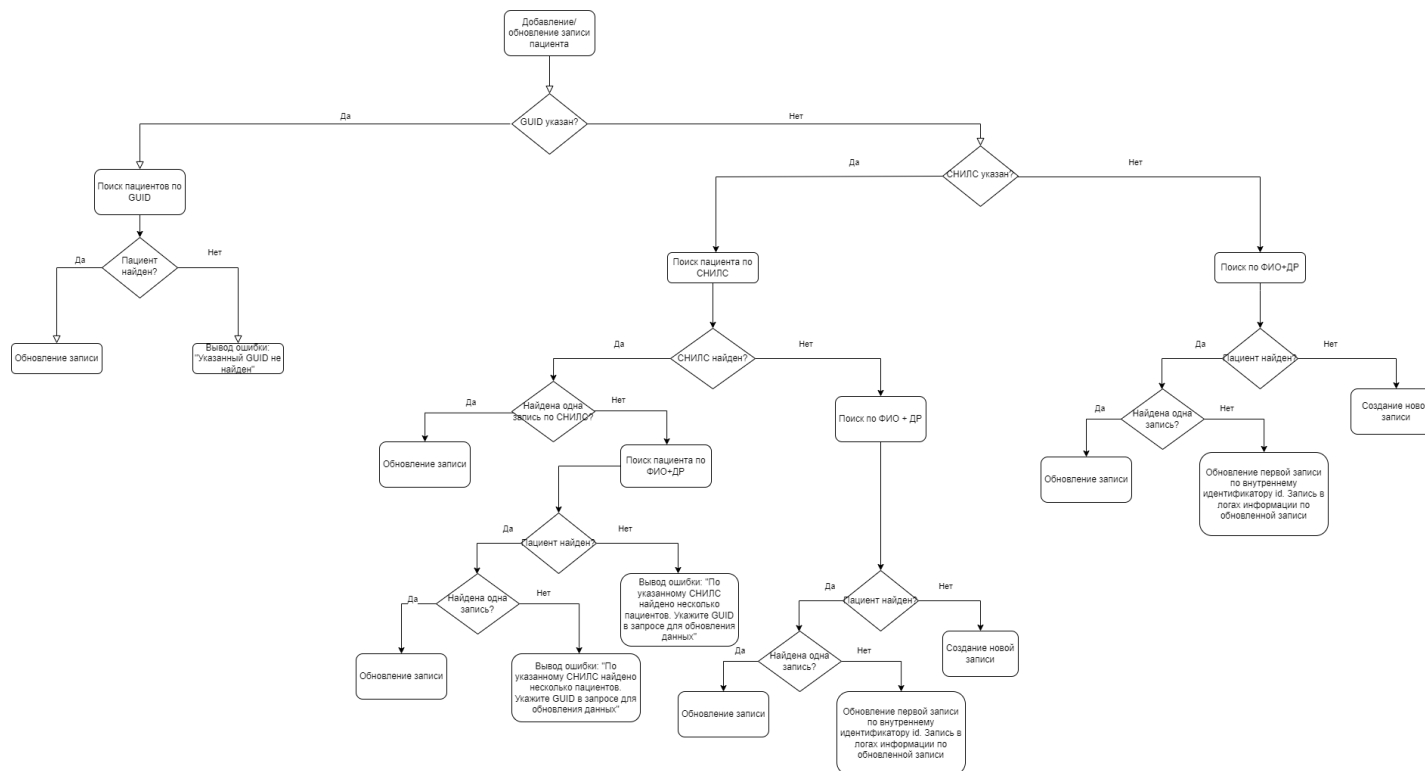 Добавление/
обновление записи
пациента
GUID указан?
Да
Нет
Поиск пациентов по
GUID
Пациент
найден?
Да
Нет
Обновление записи
Вывод ошибки:
"Указанный GUID не
найден"
СНИЛС указан?
Да
Нет
Поиск пациента по
СНИЛС
СНИЛС найден?
Да
Нет
Найдена одна
запись по СНИЛС?
Да
Нет
Обновление записи
Поиск пациента по
ФИО+ДР
Пациент найден?
Да
Нет
Найдена одна
запись?
Да
Нет
Обновление записи
Вывод ошибки: "По
указанному СНИЛС найдено
несколько пациентов.
Укажите GUID в запросе для
обновления данных"
Вывод ошибки: "По
указанному СНИЛС
найдено несколько
пациентов. Укажите GUID
в запросе для обновления
данных"
Поиск по ФИО + ДР
Пациент найден?
Да
Нет
Найдена одна
запись?
Да
Нет
Обновление записи
Обновление первой записи
по внутреннему
идентификатору id. Запись в
логах информации по
обновленной записи
Создание новой
записи
Поиск по ФИО+ДР
Пациент найден?
Да
Нет
Найдена одна
запись?
Да
Нет
Обновление записи
Обновление первой записи
по внутреннему
идентификатору id. Запись в
логах информации по
обновленной записи
Создание новой
записи